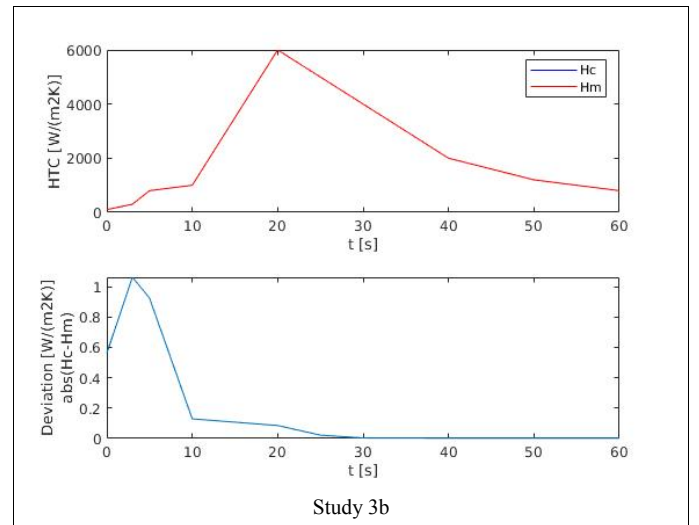 6000
4000
2000
0
HTC [W/(m2K)]
Hc
Hm
0 10 20 30 40 50 60
t [s]
1
0.8
0.6
0.4
0.2
0
Deviation [W/(m2K)]
abs(Hc-Hm)
0 10 20 30 40 50 60
t [s]
Study 3b